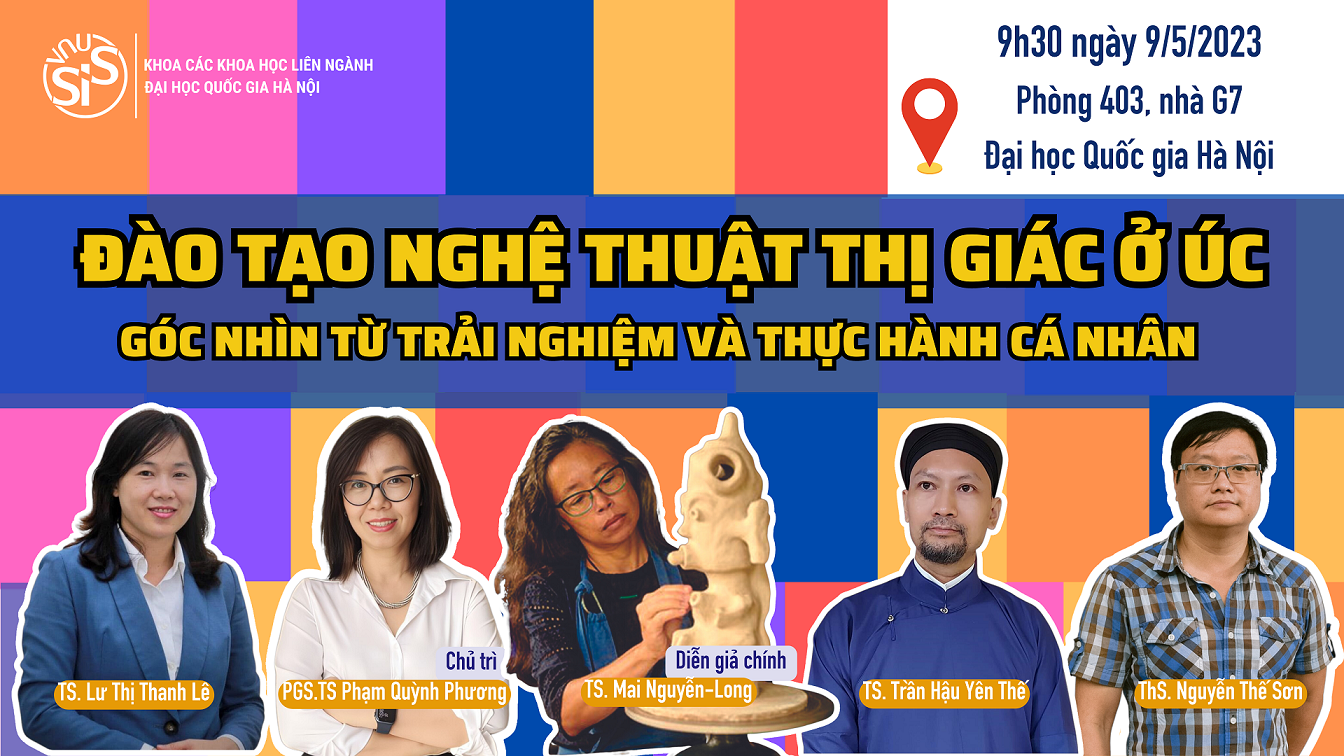 VNU
SiS
KHOA CÁC KHOA HỌC LIÊN NGÀNH
ĐẠI HỌC QUỐC GIA HÀ NỘI
9h30 ngày 9/5/2023
Phòng 403, nhà G7
Đại học Quốc gia Hà Nội
ĐÀO TẠO NGHỆ THUẬT THỊ GIÁC Ở ÚC
GÓC NHÌN TỪ TRẢI NGHIỆM VÀ THỰC HÀNH CÁ NHÂN
TS. Lư Thị Thanh Lê
Chủ trì
PGS.TS Phạm Quỳnh Phương
Diễn giả chính
TS. Mai Nguyễn-Long
TS. Trần Hậu Yên Thế
ThS. Nguyễn Thế Sơn